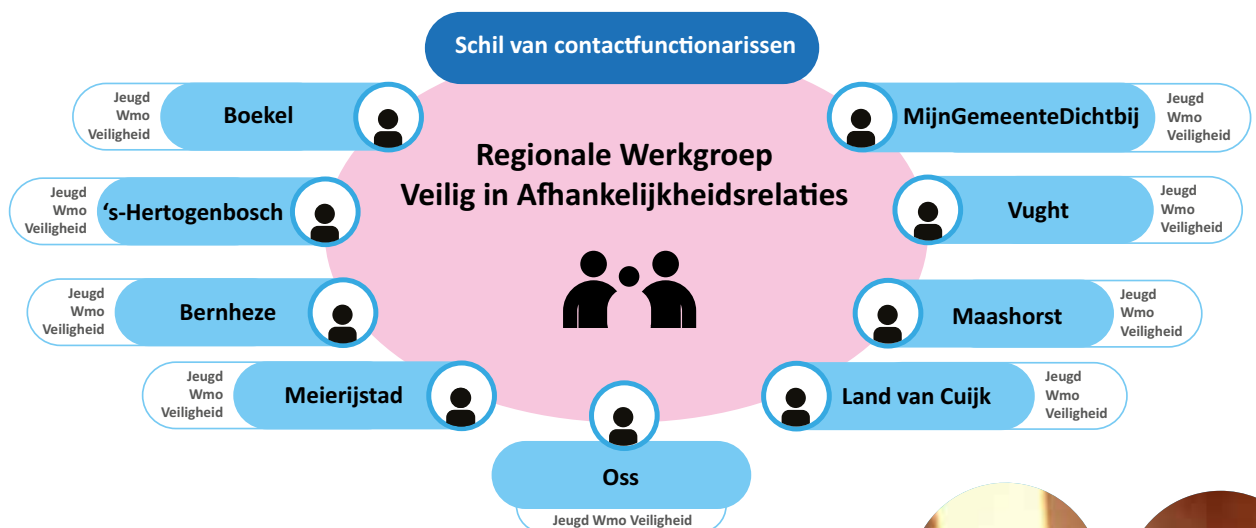 Schil van contactfunctionarissen
Regionale Werkgroep
Veilig in Afhankelijkheidsrelaties
Jeugd
Wmo
Veiligheid
Boekel
MijnGemeenteDichtbij
Jeugd
Wmo
Veiligheid
Jeugd
Wmo
Veiligheid
‘s-Hertogenbosch
Vught
Jeugd
Wmo
Veiligheid
Jeugd
Wmo
Veiligheid
Bernheze
Maashorst
Jeugd
Wmo
Veiligheid
Jeugd
Wmo
Veiligheid
Meierijstad
Land van Cuijk
Jeugd
Wmo
Veiligheid
Oss
Jeugd Wmo Veiligheid